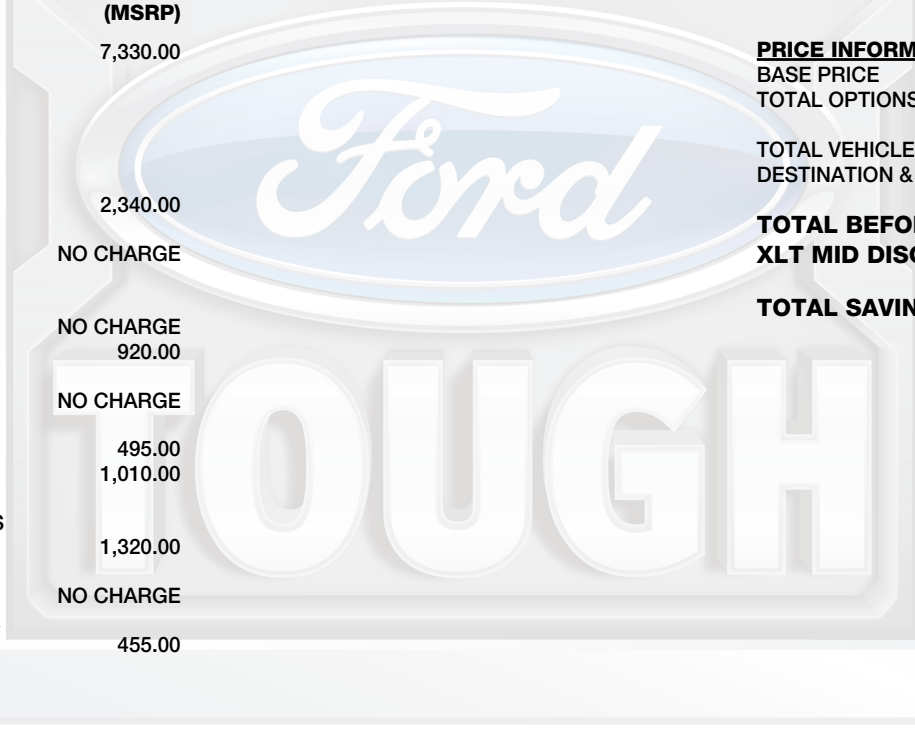 (MSRP)
7,330.00
2,340.00
NO CHARGE
NO CHARGE
920.00
NO CHARGE
495.00
1,010.00
S
1,320.00
NO CHARGE
455.00
PRICE INFORM
BASE PRICE
TOTAL OPTIONS
TOTAL VEHICLE
DESTINATION &
TOTAL BEFO
XLT MID DISC
TOTAL SAVIN
Ford
TOUGH